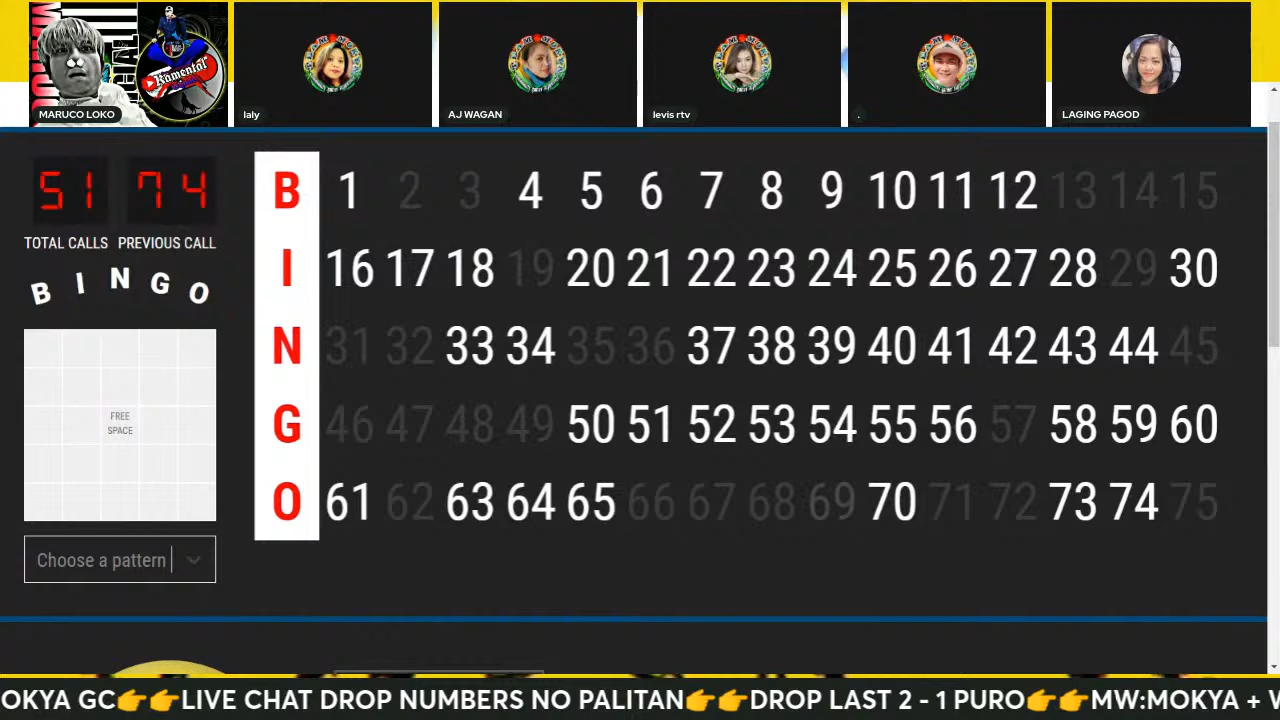 MARUCO LOKO
Kamental
laly
AJ WAGAN
levis rtv
.
LAGING PAGOD
51 74
TOTAL CALLS PREVIOUS CALL
BINGO
FREE
SPACE
Choose a pattern
B 1 2 3 4 5 6 7 8 9 10 11 12 13 14 15
I 16 17 18 19 20 21 22 23 24 25 26 27 28 29 30
N 31 32 33 34 35 36 37 38 39 40 41 42 43 44 45
G 46 47 48 49 50 51 52 53 54 55 56 57 58 59 60
O 61 62 63 64 65 66 67 68 69 70 71 72 73 74 75
OKYA GC👉👉LIVE CHAT DROP NUMBERS NO PALITAN👉👉DROP LAST 2 - 1 PURO👉👉MW:MOKYA +